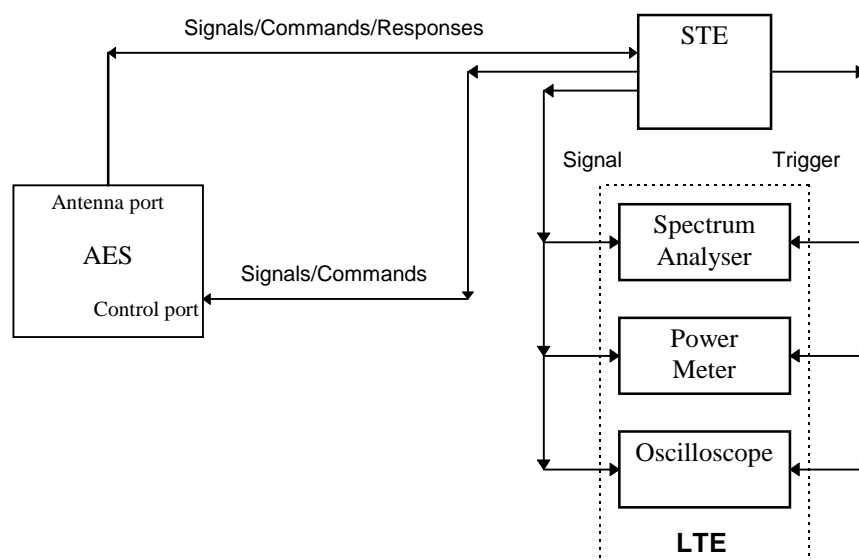 Signals/Commands/Responses
STE
Signal
Trigger
Antenna port
AES
Control port
Signals/Commands
Spectrum
Analyser
Power
Meter
Oscilloscope
LTE